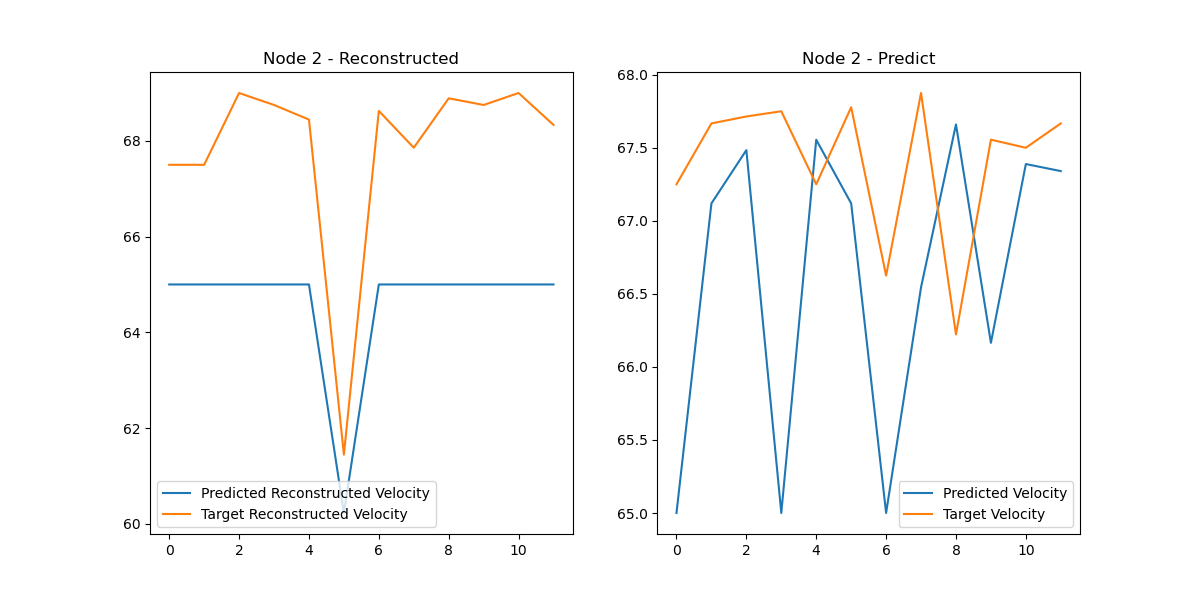 Node 2 - Reconstructed
68
66
64
62
60
0 2 4 6 8 10
Predicted Reconstructed Velocity
Target Reconstructed Velocity
Node 2 - Predict
68.0
67.5
67.0
66.5
66.0
65.5
65.0
0 2 4 6 8 10
Predicted Velocity
Target Velocity